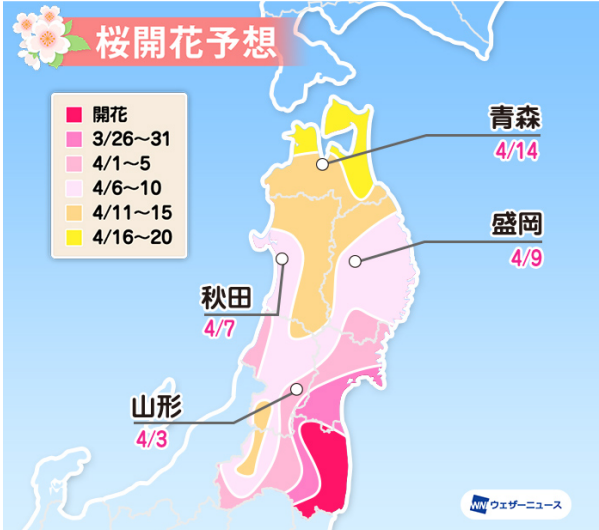 桜開花予想
開花
3/26～31
4/1～5
4/6～10
4/11～15
4/16～20
青森
4/14
盛岡
4/9
秋田
4/7
山形
4/3
WNI ウェザーニュース